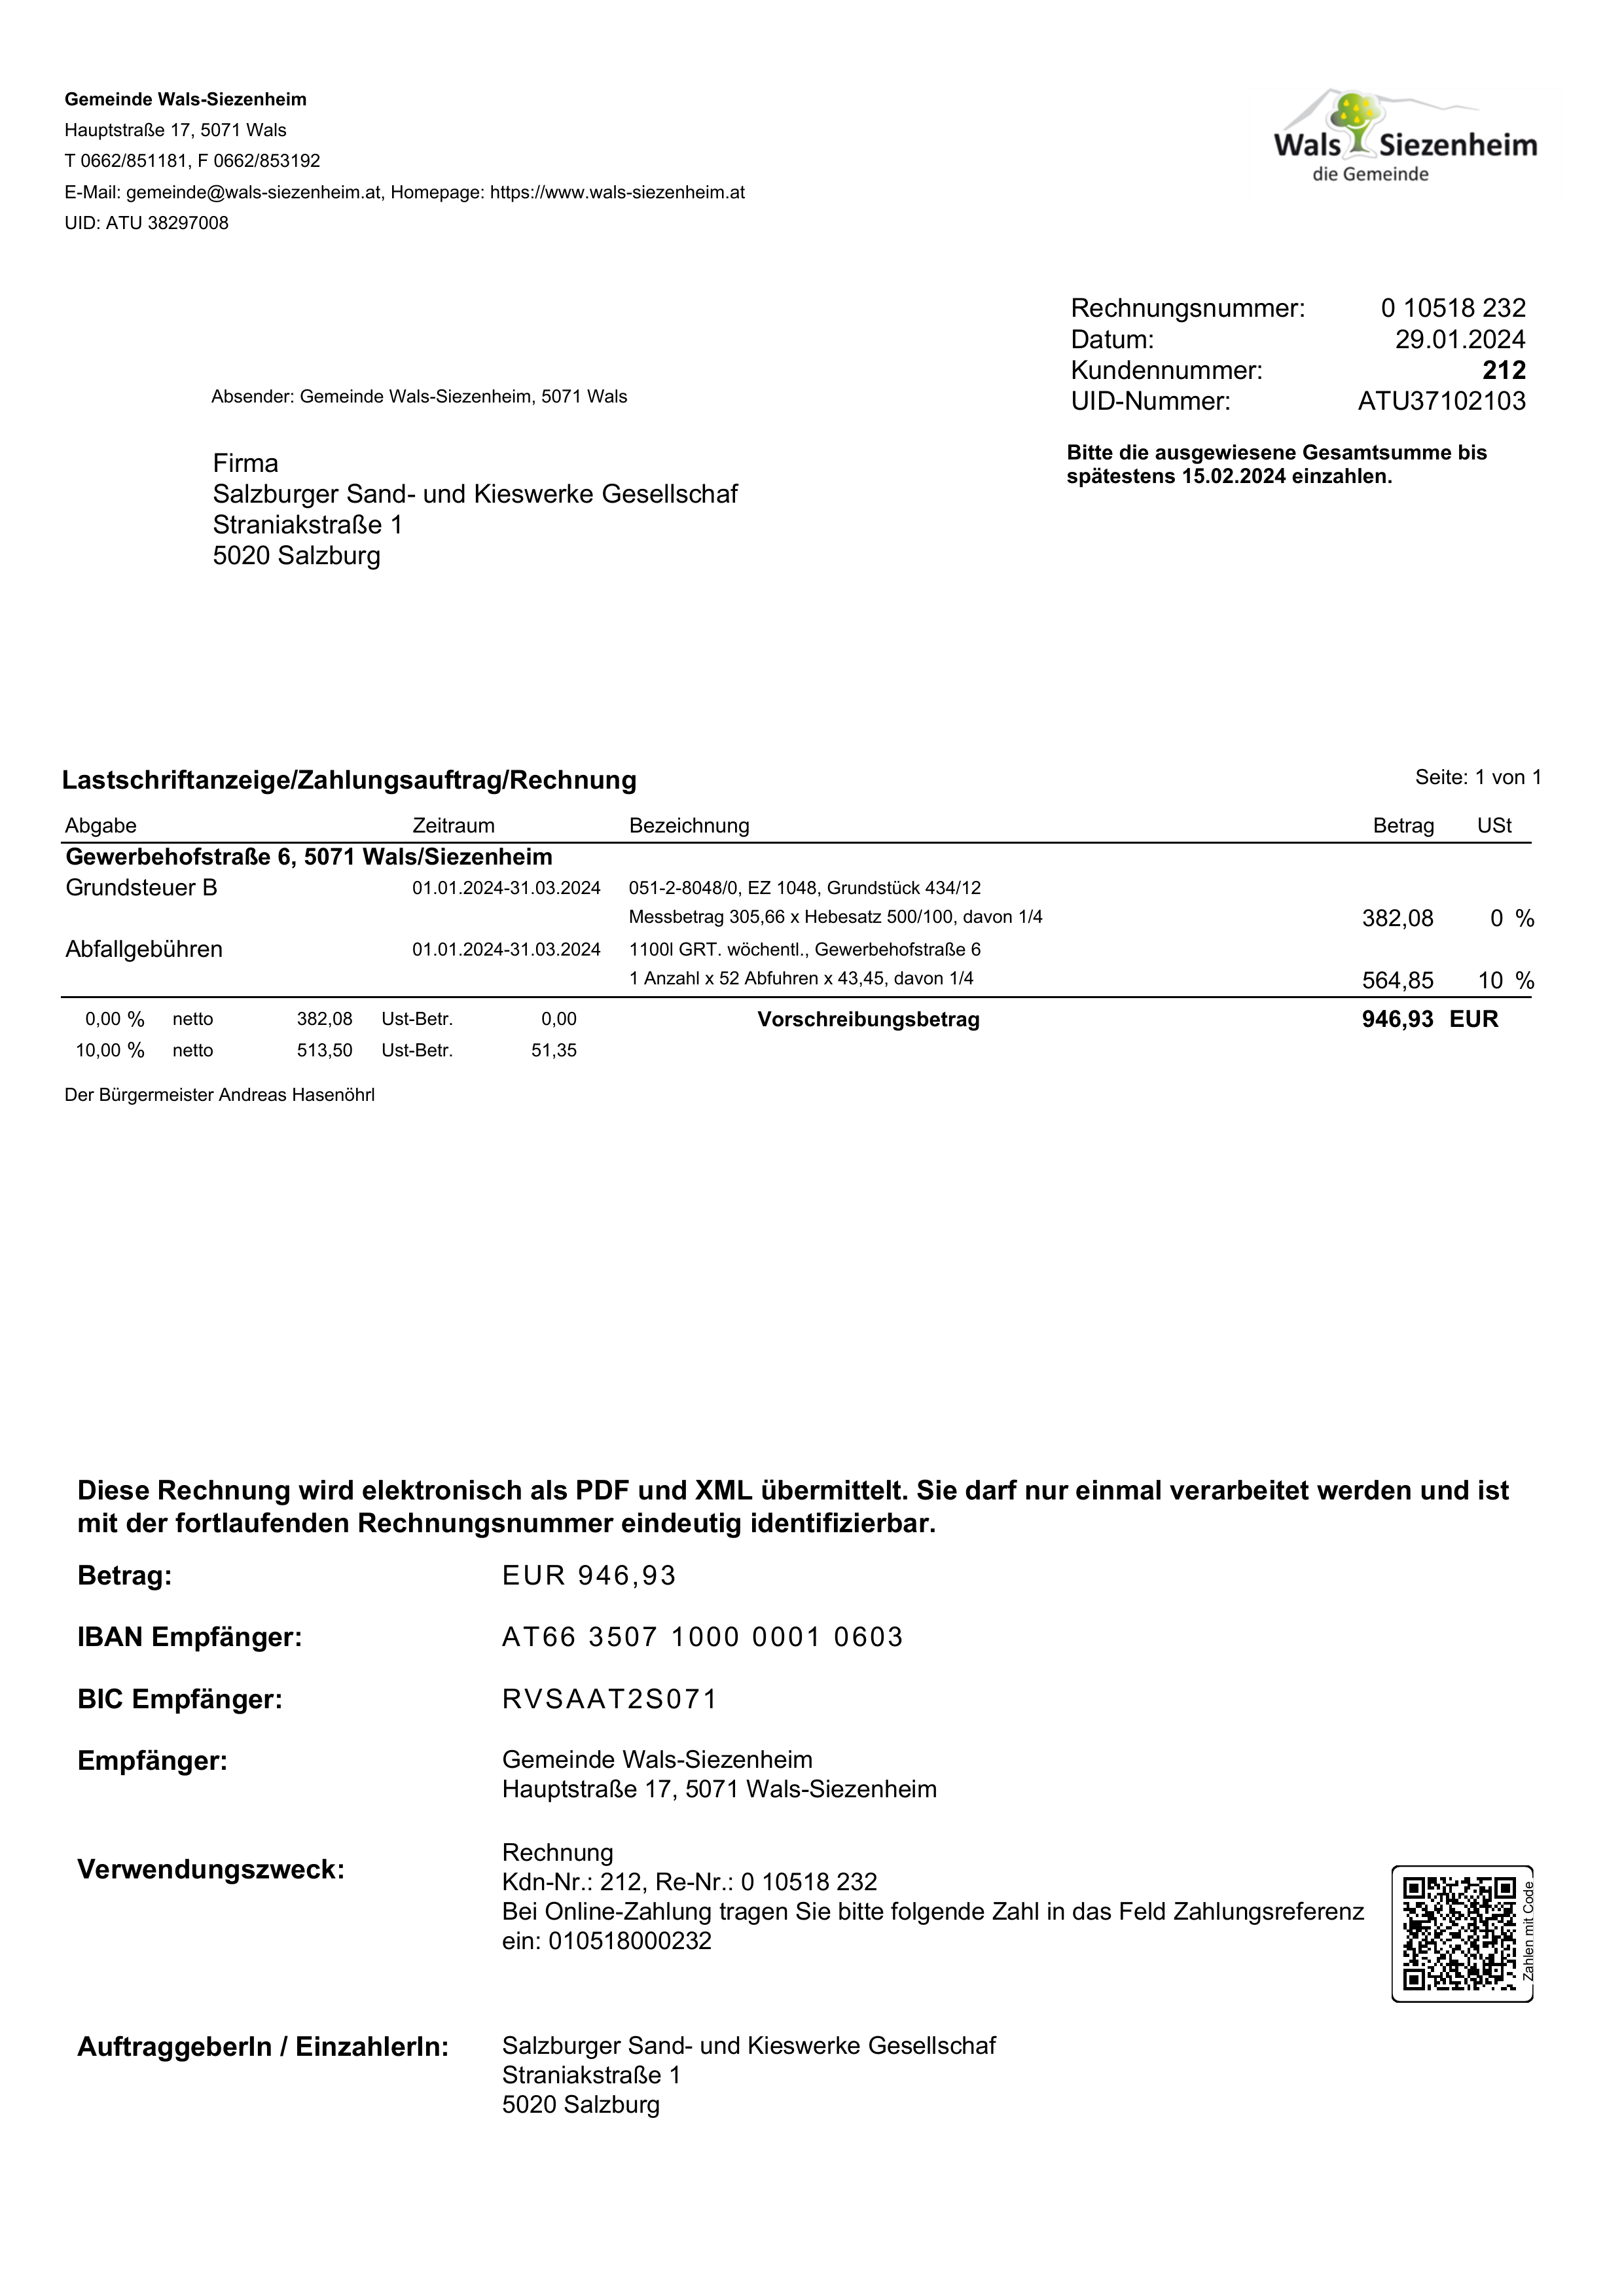 Gemeinde Wals-Siezenheim
Hauptstraße 17, 5071 Wals
T 0662/851181, F 0662/853192
E-Mail: gemeinde@wals-siezenheim.at, Homepage: https://www.wals-siezenheim.at
UID: ATU 38297008
Wals Siezenheim
die Gemeinde
Rechnungsnummer: 0 10518 232
Datum: 29.01.2024
Kundennummer: 212
UID-Nummer: ATU37102103
Bitte die ausgewiesene Gesamtsumme bis
spätestens 15.02.2024 einzahlen.
Absender: Gemeinde Wals-Siezenheim, 5071 Wals
Firma
Salzburger Sand- und Kieswerke Gesellschaf
Straniakstraße 1
5020 Salzburg
Lastschriftanzeige/Zahlungsauftrag/Rechnung Seite: 1 von 1
Abgabe Zeitraum Bezeichnung Betrag USt
Gewerbehofstraße 6, 5071 Wals/Siezenheim
Grundsteuer B 01.01.2024-31.03.2024 051-2-8048/0, EZ 1048, Grundstück 434/12
Messbetrag 305,66 x Hebesatz 500/100, davon 1/4 382,08 0 %
Abfallgebühren 01.01.2024-31.03.2024 1100l GRT. wöchentl., Gewerbehofstraße 6
1 Anzahl x 52 Abfuhren x 43,45, davon 1/4 564,85 10 %
0,00 % netto 382,08 Ust-Betr. 0,00 Vorschreibungsbetrag 946,93 EUR
10,00 % netto 513,50 Ust-Betr. 51,35
Der Bürgermeister Andreas Hasenöhrl
Diese Rechnung wird elektronisch als PDF und XML übermittelt. Sie darf nur einmal verarbeitet werden und ist
mit der fortlaufenden Rechnungsnummer eindeutig identifizierbar.
Betrag: EUR 946,93
IBAN Empfänger: AT66 3507 1000 0001 0603
BIC Empfänger: RVSAAT2S071
Empfänger: Gemeinde Wals-Siezenheim
Hauptstraße 17, 5071 Wals-Siezenheim
Verwendungszweck: Rechnung
Kdn-Nr.: 212, Re-Nr.: 0 10518 232
Bei Online-Zahlung tragen Sie bitte folgende Zahl in das Feld Zahlungsreferenz
ein: 010518000232
Zahlen mit Code
AuftraggeberIn / EinzahlerIn: Salzburger Sand- und Kieswerke Gesellschaf
Straniakstraße 1
5020 Salzburg